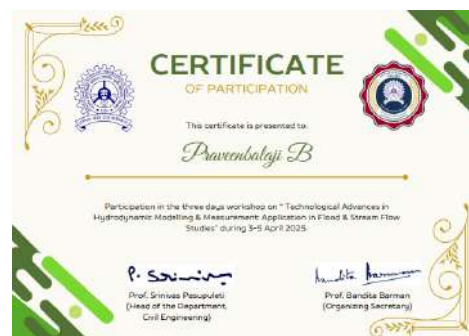 CERTIFICATE
OF PARTICIPATION
This certificate is presented to:
Praveenbalaji B
Participation in the three days workshop on " Technological Advances in
Hydrodynamic Modelling & Measurement: Application in Flood & Stream Flow
Studies" during 3-5 April 2025.
Prof. Srinivas Pasupuleti
(Head of the Department,
Civil Engineering)
Prof. Bandita Barman
(Organizing Secretary)